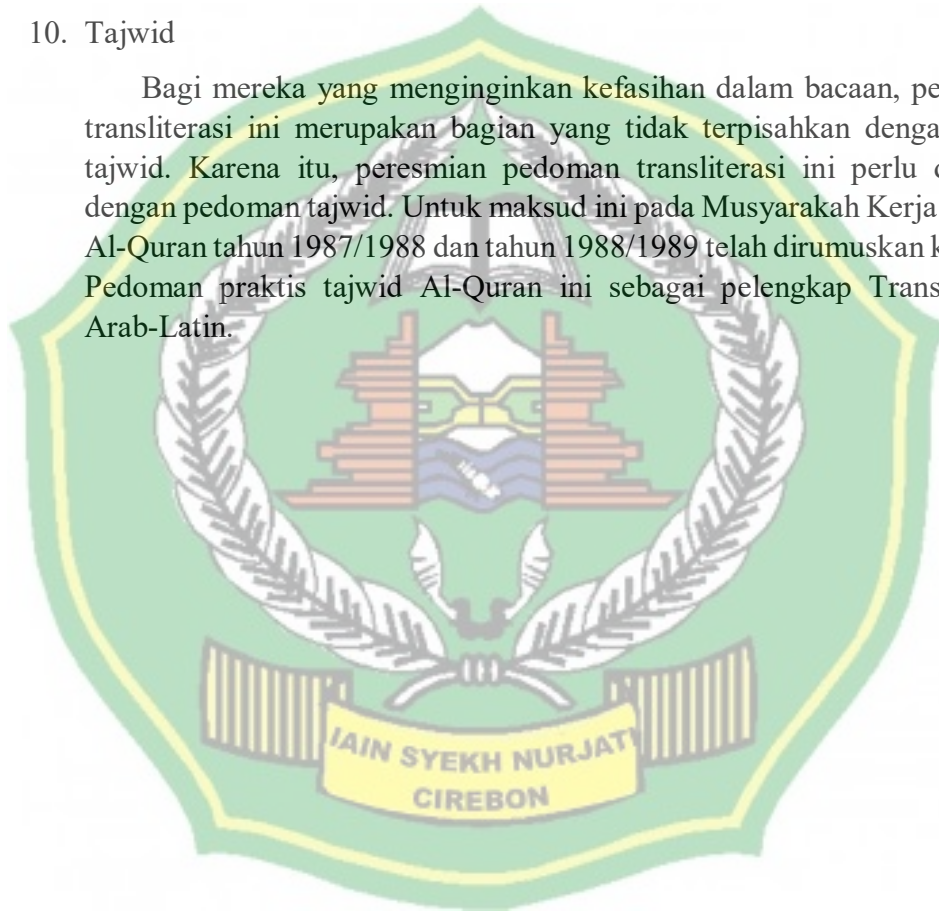 10. Tajwid
Bagi mereka yang menginginkan kefasihan dalam bacaan, pe
transliterasi ini merupakan bagian yang tidak terpisahkan denga
tajwid. Karena itu, peresmian pedoman transliterasi ini perlu d
dengan pedoman tajwid. Untuk maksud ini pada Musyarakah Kerja
Al-Quran tahun 1987/1988 dan tahun 1988/1989 telah dirumuskan k
Pedoman praktis tajwid Al-Quran ini sebagai pelengkap Trans
Arab-Latin.
IAIN SYEKH NURJATI
CIREBON